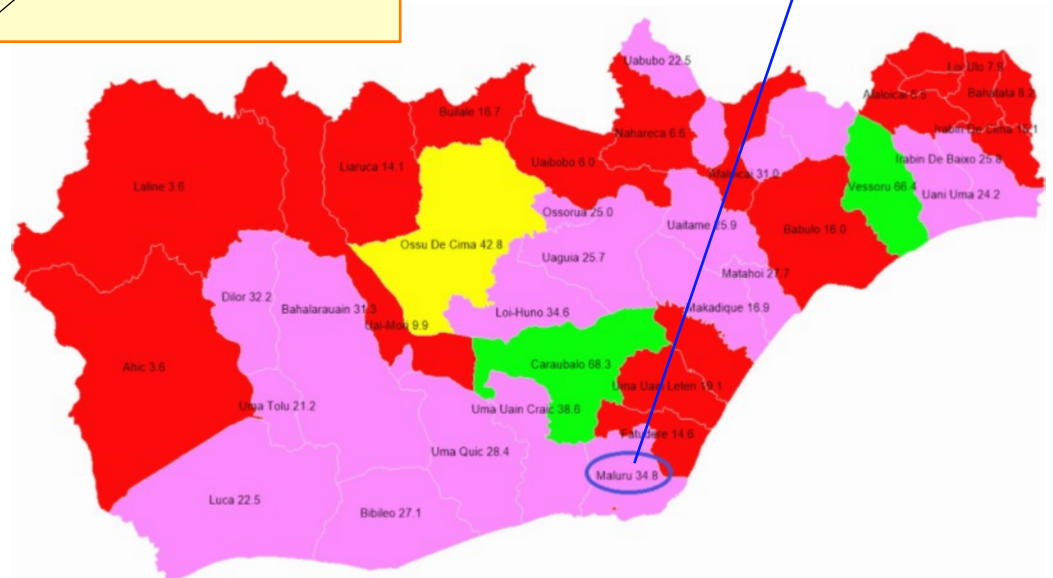 Uabubo 22.5
Loi Ulo 7.9
Builale 16.7
Afaloicai 8.6
Bahatata 8.2
Nahareca 6.6
Irabin De Cima 15.1
Liaruca 14.1
Uaibobo 6.0
Irabin De Baixo 25.8
Afaloicai 31.0
Laline 3.6
Vessoru 66.4
Uani Uma 24.2
Ossorua 25.0
Uaitame 25.9
Babulo 16.0
Ossu De Cima 42.8
Uaguia 25.7
Matahoi 27.7
Dilor 32.2
Bahalarauain 31.3
Makadique 16.9
Loi-Huno 34.6
Uai-Mori 9.9
Ahic 3.6
Caraubalo 68.3
Uma Uain Leten 19.1
Uma Tolu 21.2
Uma Uain Craic 38.6
Fatudere 14.6
Uma Quic 28.4
Maluru 34.8
Luca 22.5
Bibileo 27.1